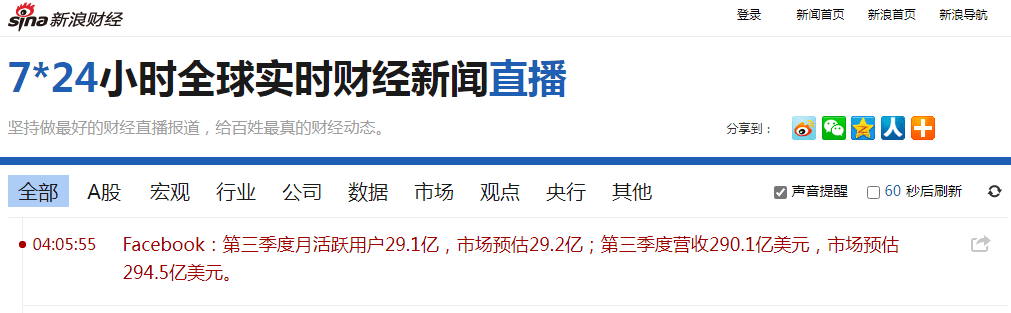 sina新浪财经
登录 新闻首页 新浪首页 新浪导航
7*24小时全球实时财经新闻直播
坚持做最好的财经直播报道，给百姓最真的财经动态。
分享到：
全部 A股 宏观 行业 公司 数据 市场 观点 央行 其他
声音提醒 60 秒后刷新
04:05:55
Facebook：第三季度月活跃用户29.1亿，市场预估29.2亿；第三季度营收290.1亿美元，市场预估
294.5亿美元。